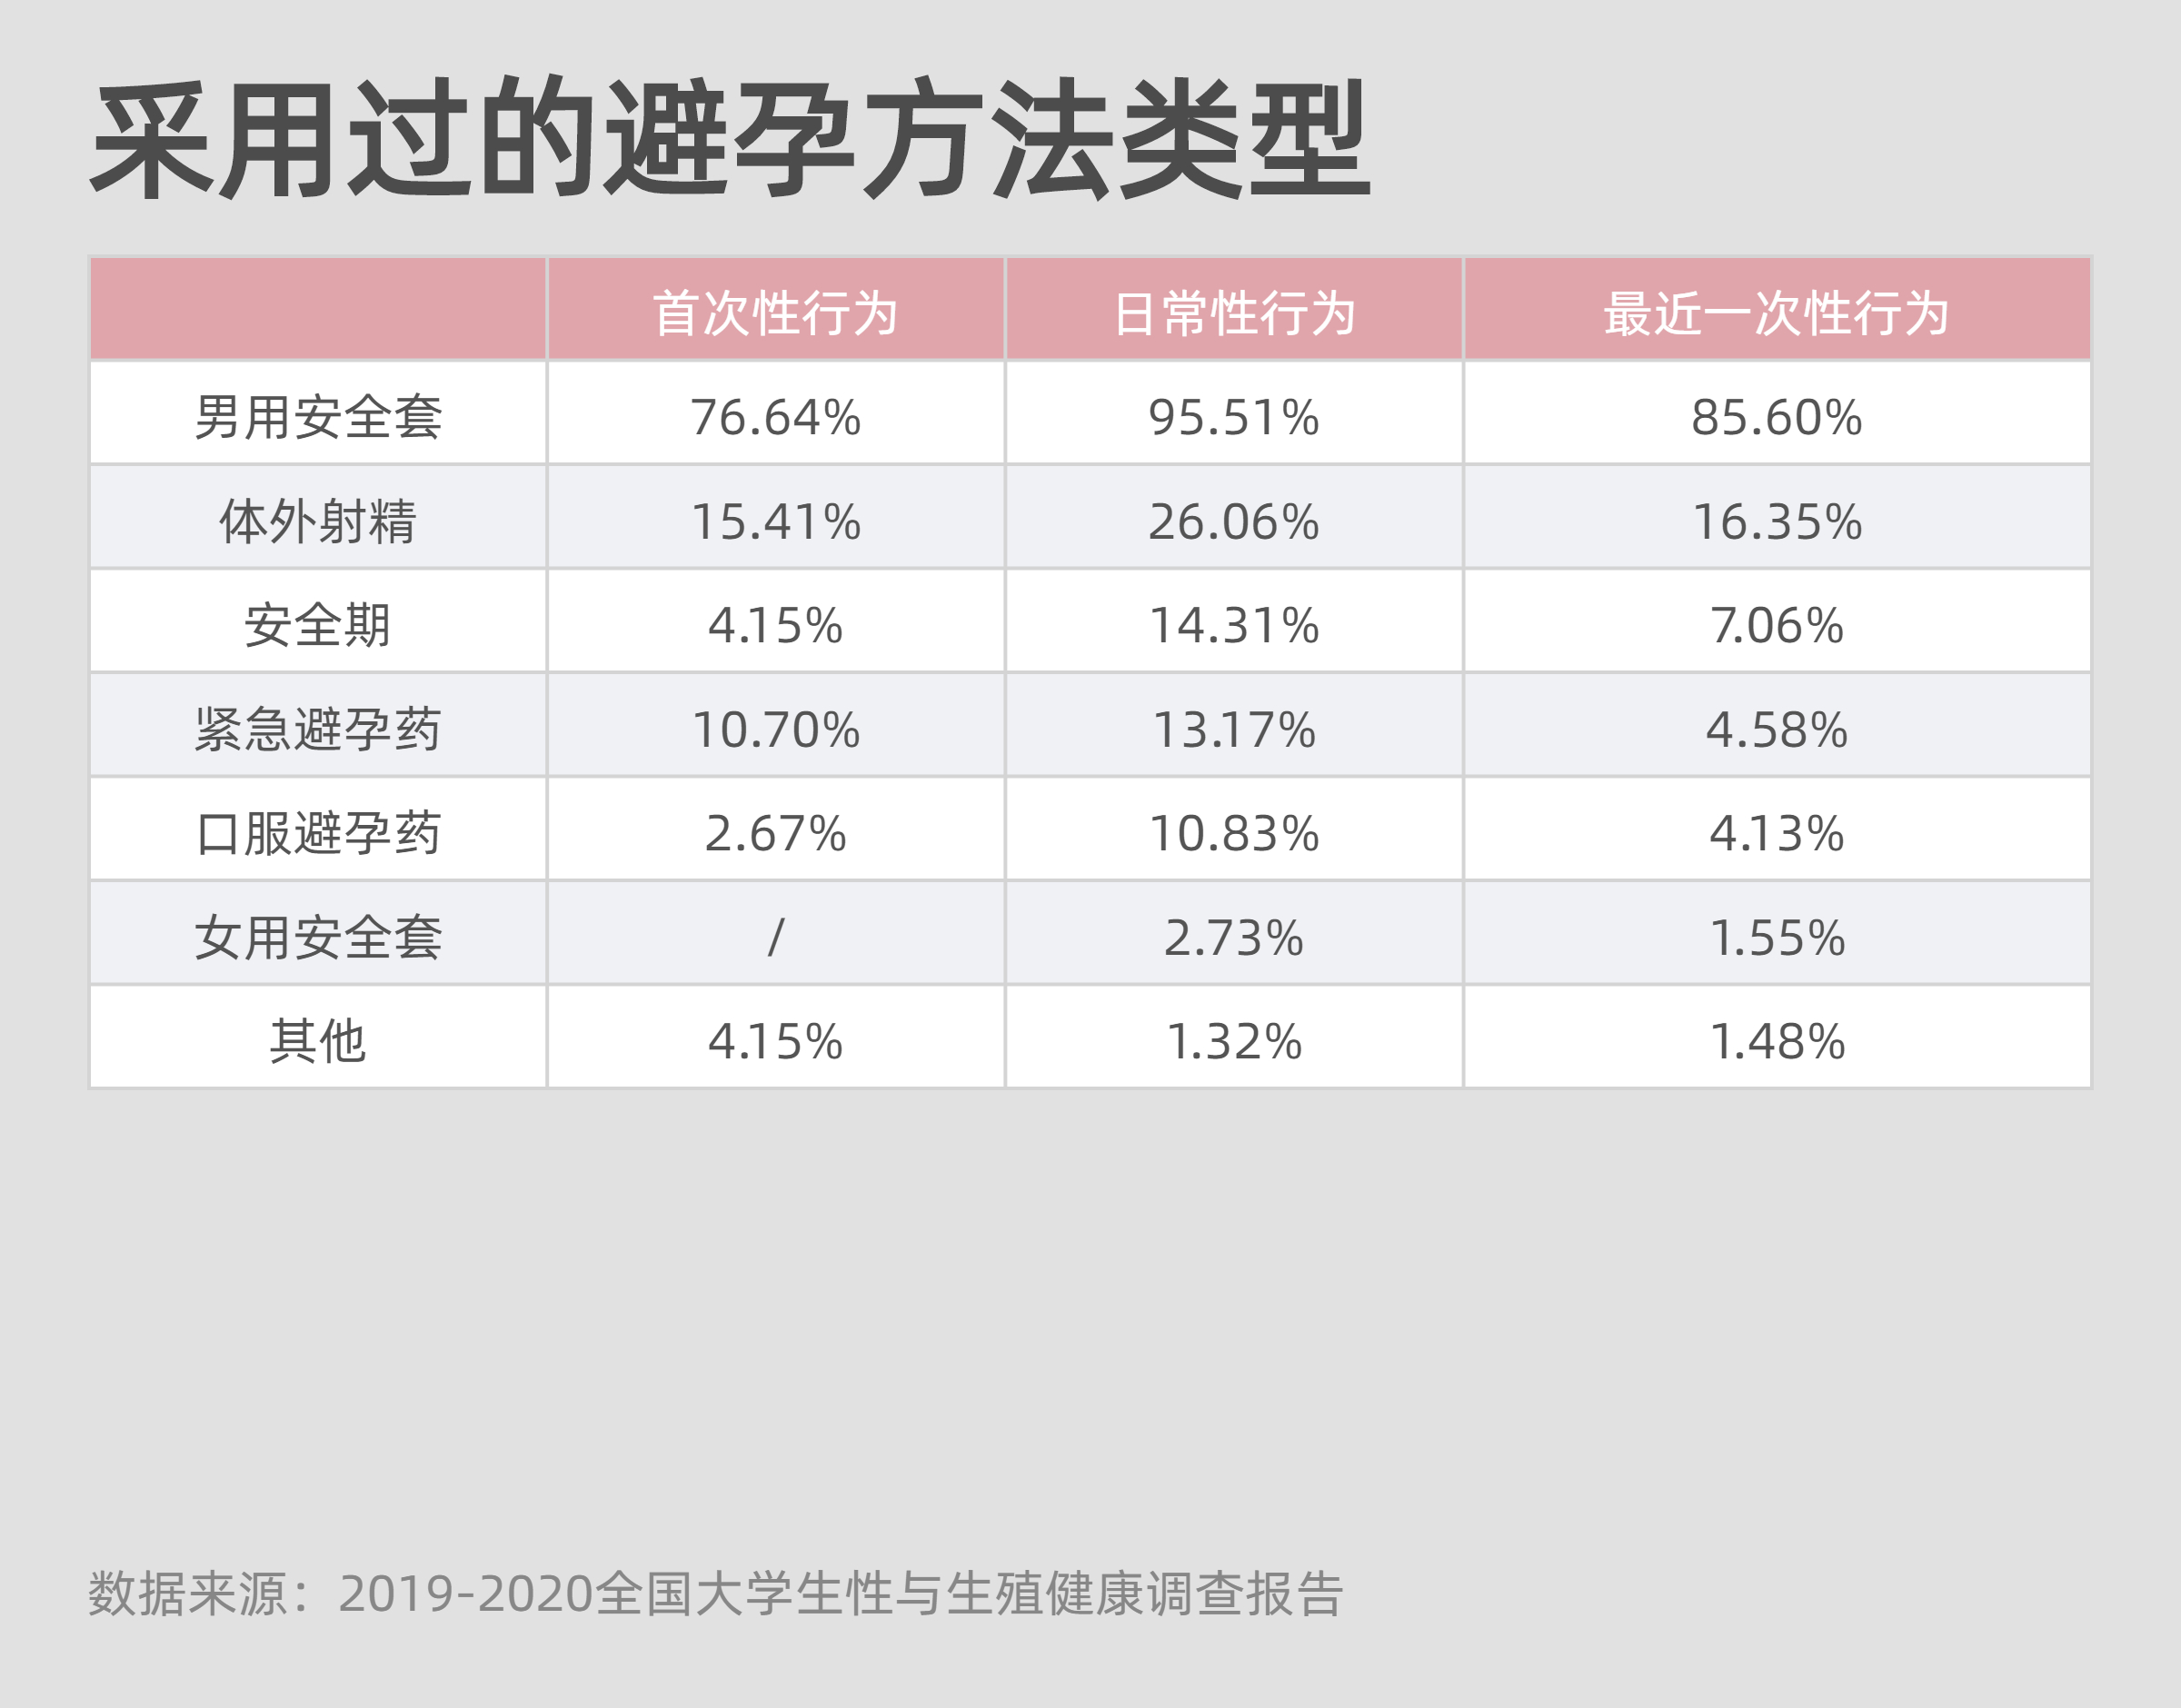 采用过的避孕方法类型
首次性行为 日常性行为 最近一次性行为
男用安全套 76.64% 95.51% 85.60%
体外射精 15.41% 26.06% 16.35%
安全期 4.15% 14.31% 7.06%
紧急避孕药 10.70% 13.17% 4.58%
口服避孕药 2.67% 10.83% 4.13%
女用安全套 / 2.73% 1.55%
其他 4.15% 1.32% 1.48%
数据来源：2019-2020全国大学生性与生殖健康调查报告